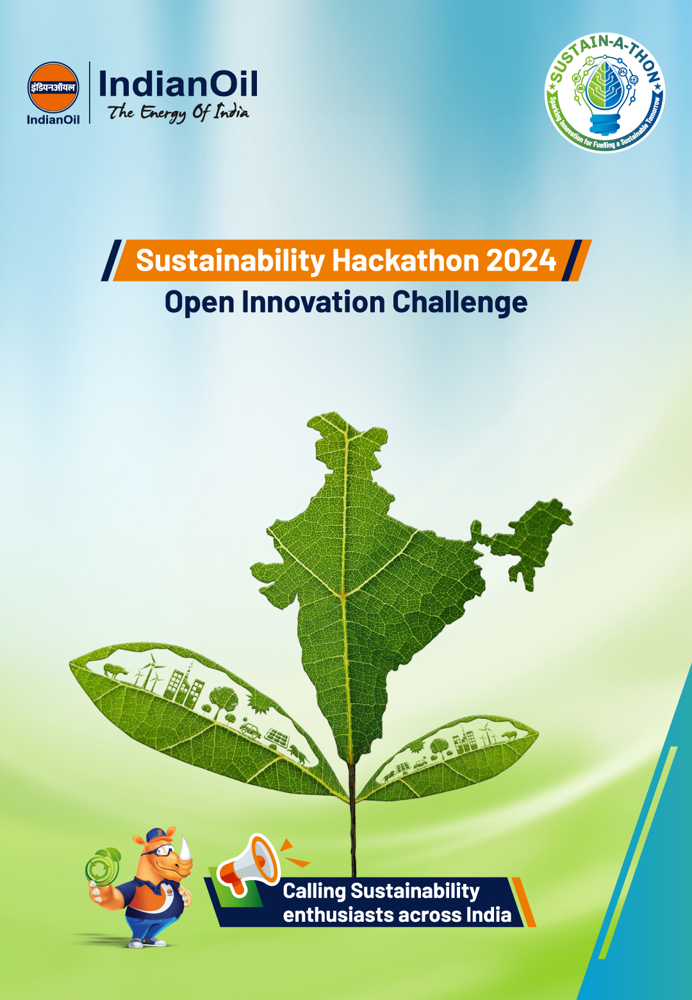 इंडियनऑयल
IndianOil
IndianOil
The Energy Of India
SUSTAIN-A-THON
Sparking Innovation for Fuelling a Sustainable Tomorrow
Sustainability Hackathon 2024
Open Innovation Challenge
Calling Sustainability
enthusiasts across India